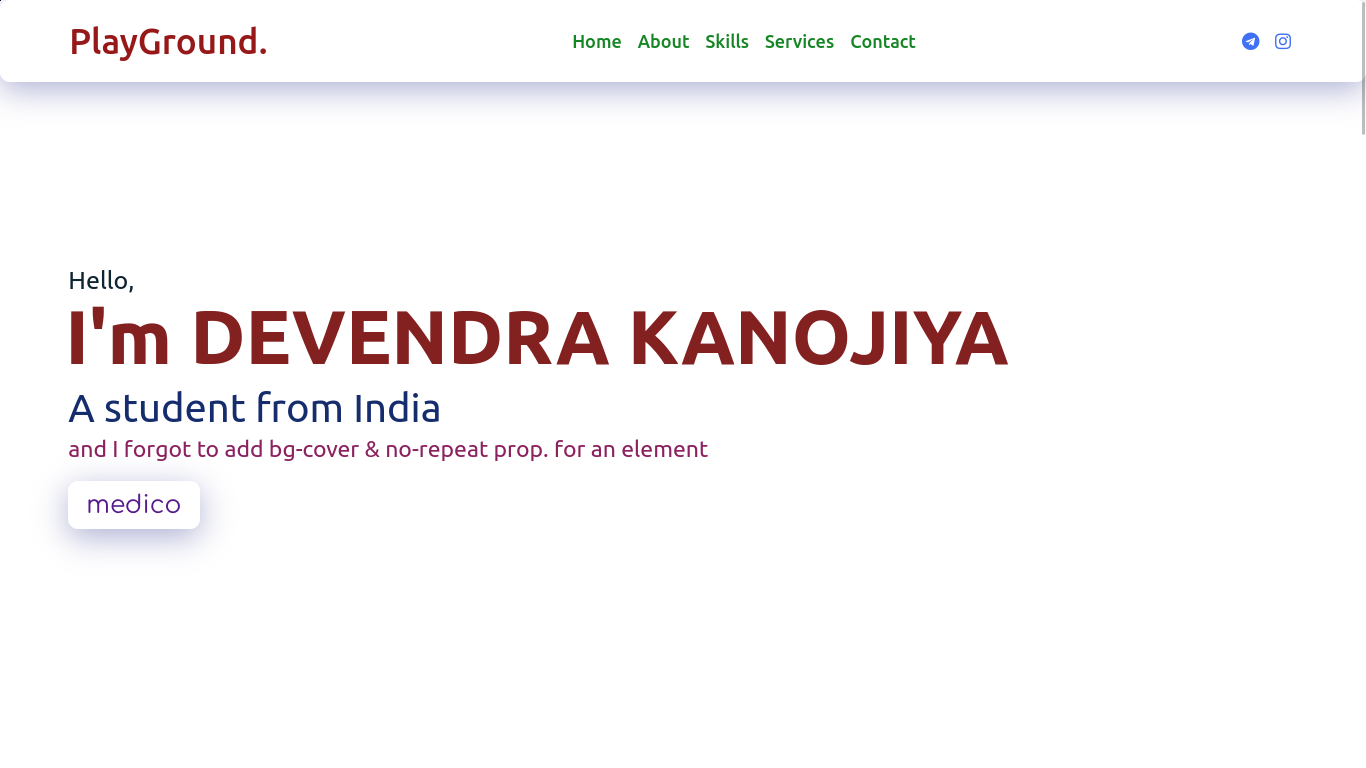 PlayGround.
Home About Skills Services Contact
Hello,
I'm DEVENDRA KANOJIYA
A student from India
and I forgot to add bg-cover & no-repeat prop. for an element
medico